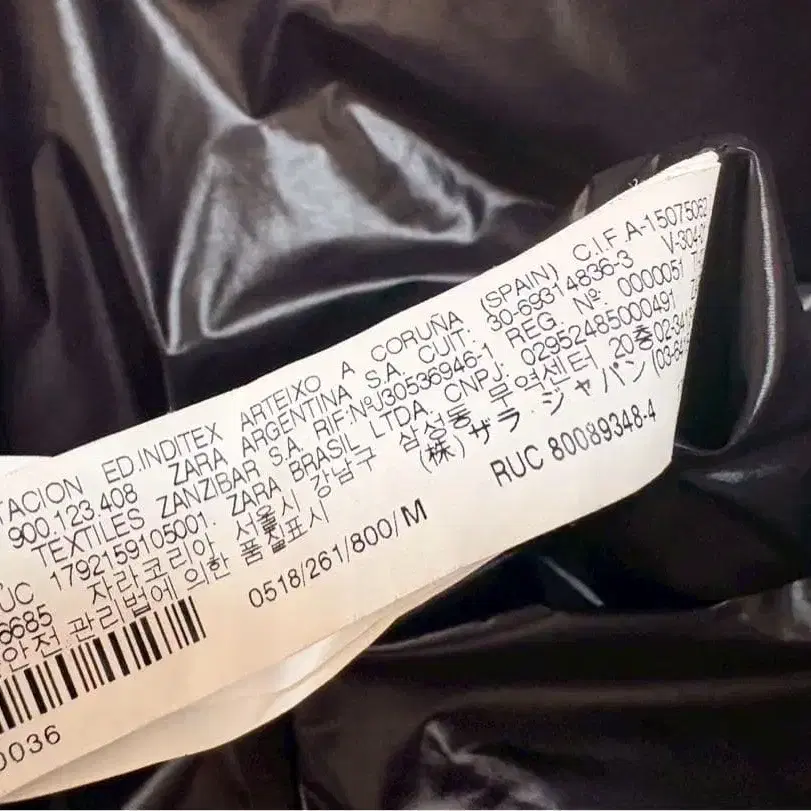 TACION ED.INDITEX ARTEIXO A CORUÑA (SPAIN) C.I.F. A-15075062
900.123.408 ZARA ARGENTINA S.A. CUIT: 30-69314836-3
TEXTILES ZANZIBAR S.A. RIF:NºJ30536946-1 REG. Nº: 0000051
RUC 1792159105001. ZARA BRASIL LTDA. CNPJ: 02952485000491
6685 자라코리아 서울시 강남구 삼성동 무역센터 20층
안전 관리법에 의한 품질표시 (株)ザラ・ジャパン
0518/261/800/M RUC 80089348-4
0036